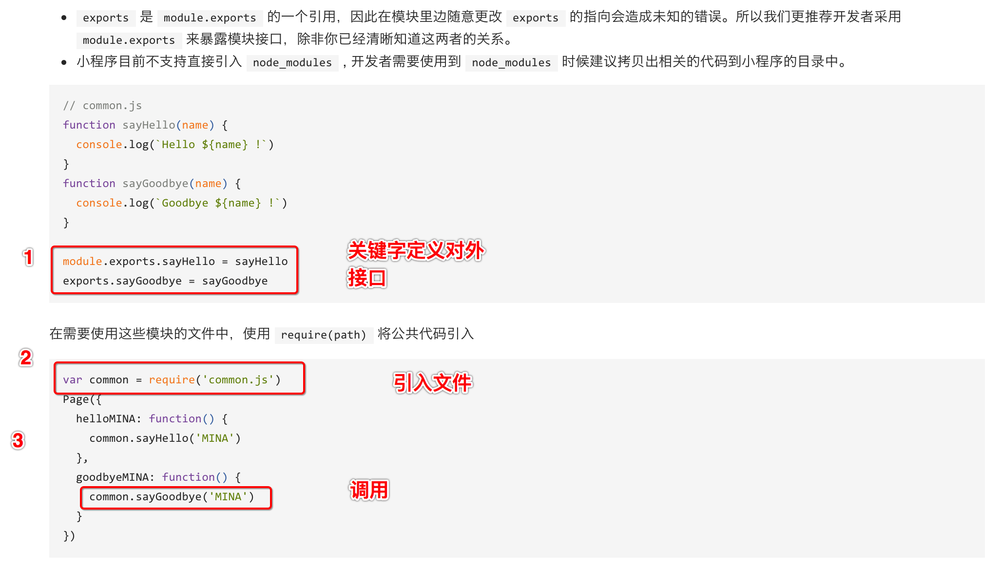 • exports 是 module.exports 的一个引用，因此在模块里边随意更改 exports 的指向会造成未知的错误。所以我们更推荐开发者采用
module.exports 来暴露模块接口，除非你已经清晰知道这两者的关系。
• 小程序目前不支持直接引入 node_modules , 开发者需要使用到 node_modules 时候建议拷贝出相关的代码到小程序的目录中。
// common.js
function sayHello(name) {
  console.log(`Hello ${name} !`)
}
function sayGoodbye(name) {
  console.log(`Goodbye ${name} !`)
}
1
module.exports.sayHello = sayHello
exports.sayGoodbye = sayGoodbye
关键字定义对外
接口
在需要使用这些模块的文件中，使用 require(path) 将公共代码引入
2
var common = require('common.js')
引入文件
Page({
  helloMINA: function() {
    common.sayHello('MINA')
3
  },
  goodbyeMINA: function() {
    common.sayGoodbye('MINA')
调用
  }
})